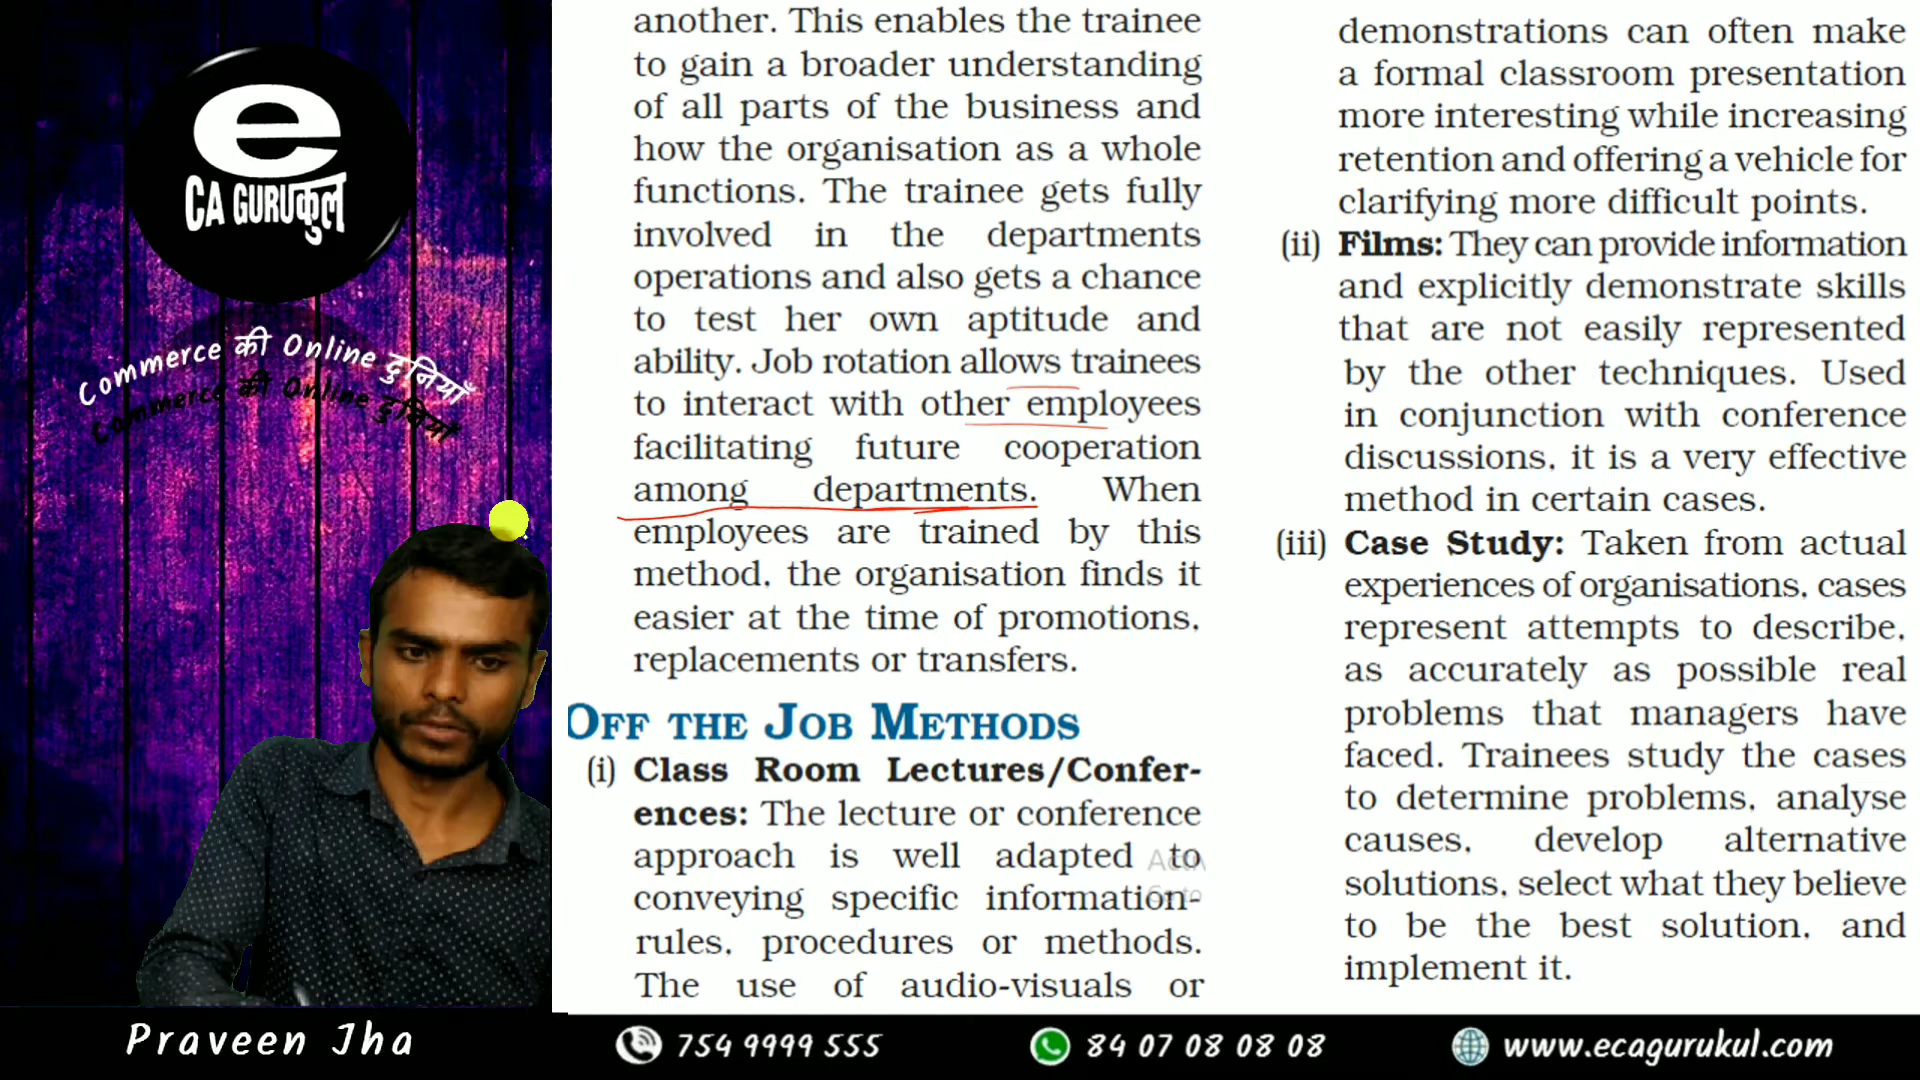 e
CA GURUकुल
Commerce की Online दुनियाँ
Commerce की Online दुनियाँ
another. This enables the trainee
to gain a broader understanding
of all parts of the business and
how the organisation as a whole
functions. The trainee gets fully
involved in the departments
operations and also gets a chance
to test her own aptitude and
ability. Job rotation allows trainees
to interact with other employees
facilitating future cooperation
among departments. When
employees are trained by this
method, the organisation finds it
easier at the time of promotions,
replacements or transfers.
OFF THE JOB METHODS
(i) Class Room Lectures/Confer-
ences: The lecture or conference
approach is well adapted to
conveying specific information-
rules, procedures or methods.
The use of audio-visuals or
demonstrations can often make
a formal classroom presentation
more interesting while increasing
retention and offering a vehicle for
clarifying more difficult points.
(ii) Films: They can provide information
and explicitly demonstrate skills
that are not easily represented
by the other techniques. Used
in conjunction with conference
discussions, it is a very effective
method in certain cases.
(iii) Case Study: Taken from actual
experiences of organisations, cases
represent attempts to describe,
as accurately as possible real
problems that managers have
faced. Trainees study the cases
to determine problems, analyse
causes, develop alternative
solutions, select what they believe
to be the best solution, and
implement it.
Go to
Praveen Jha
754 9999 555
84 07 08 08 08
www.ecagurukul.com